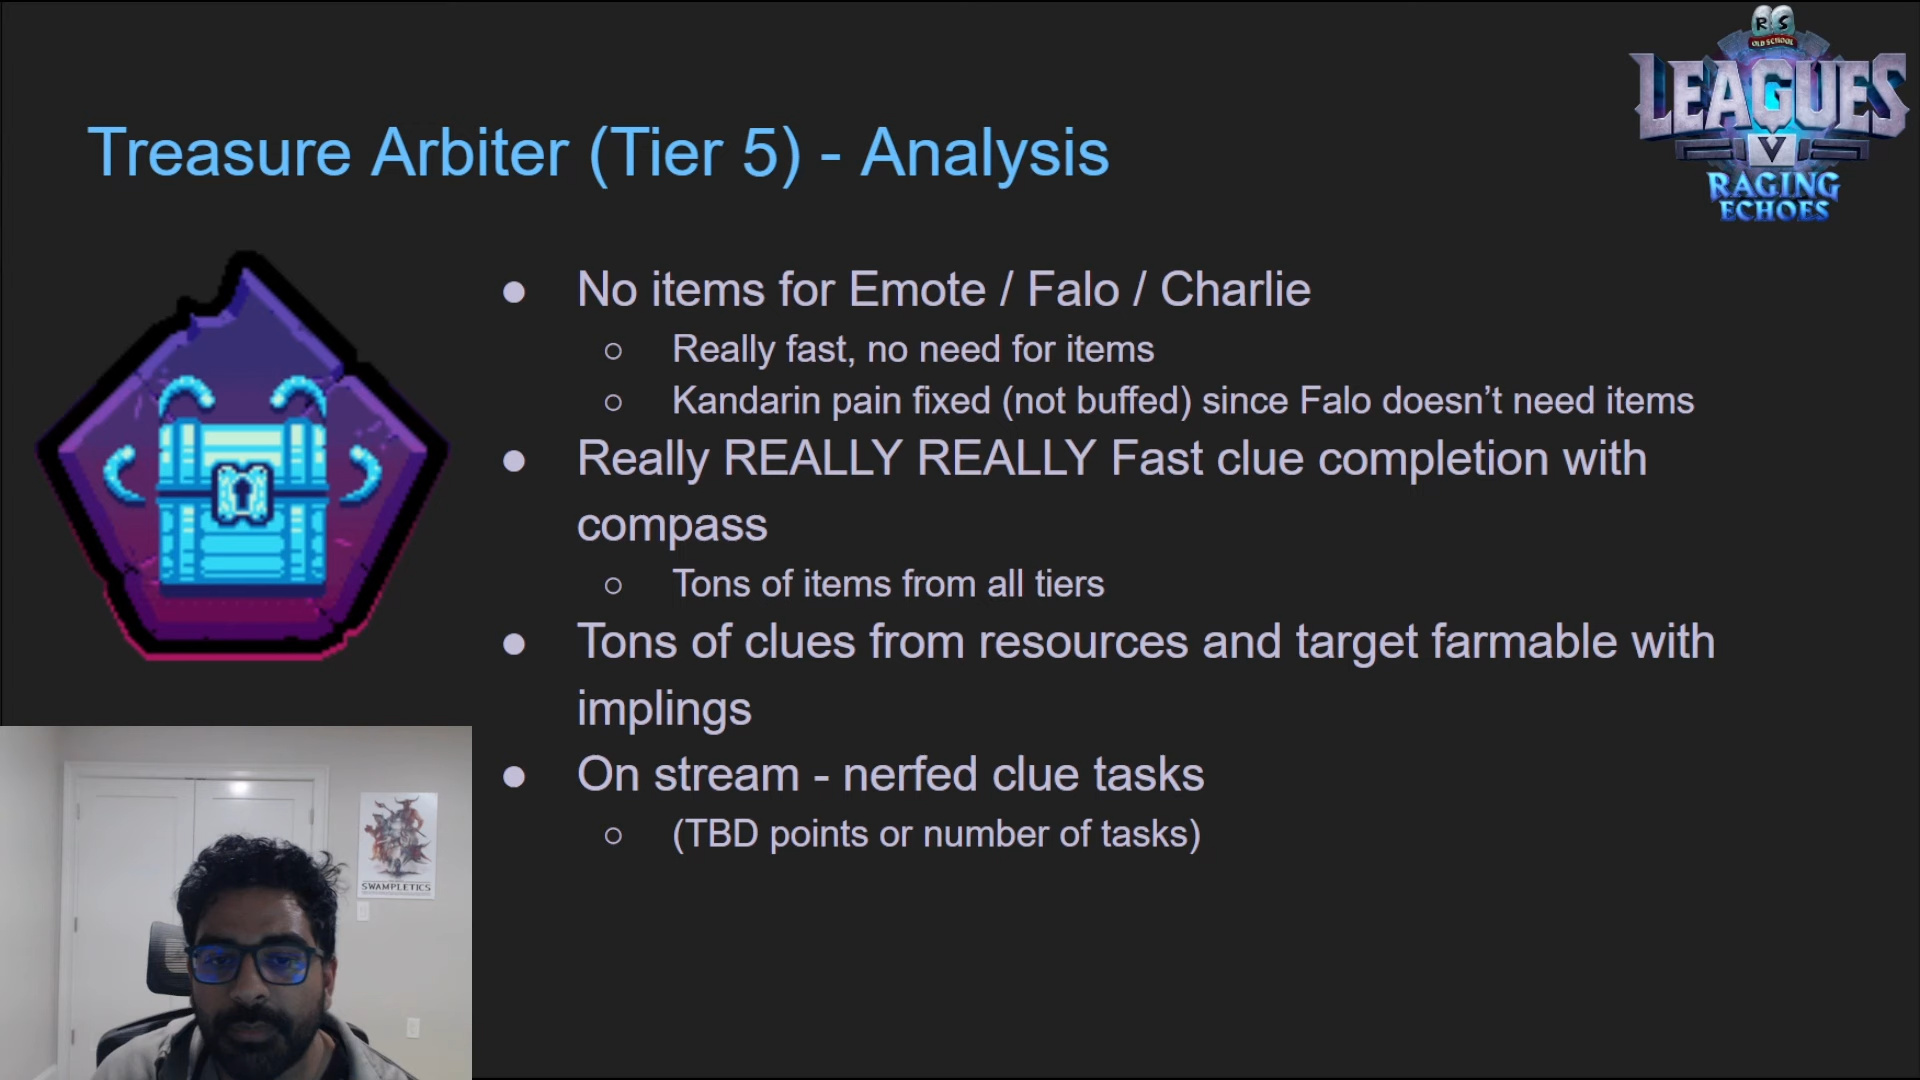 RS
OLD SCHOOL
LEAGUES
V
RAGING
ECHOES
Treasure Arbiter (Tier 5) - Analysis
● No items for Emote / Falo / Charlie
○ Really fast, no need for items
○ Kandarin pain fixed (not buffed) since Falo doesn’t need items
● Really REALLY REALLY Fast clue completion with
compass
○ Tons of items from all tiers
● Tons of clues from resources and target farmable with
implings
● On stream - nerfed clue tasks
○ (TBD points or number of tasks)
SWAMPLETICS